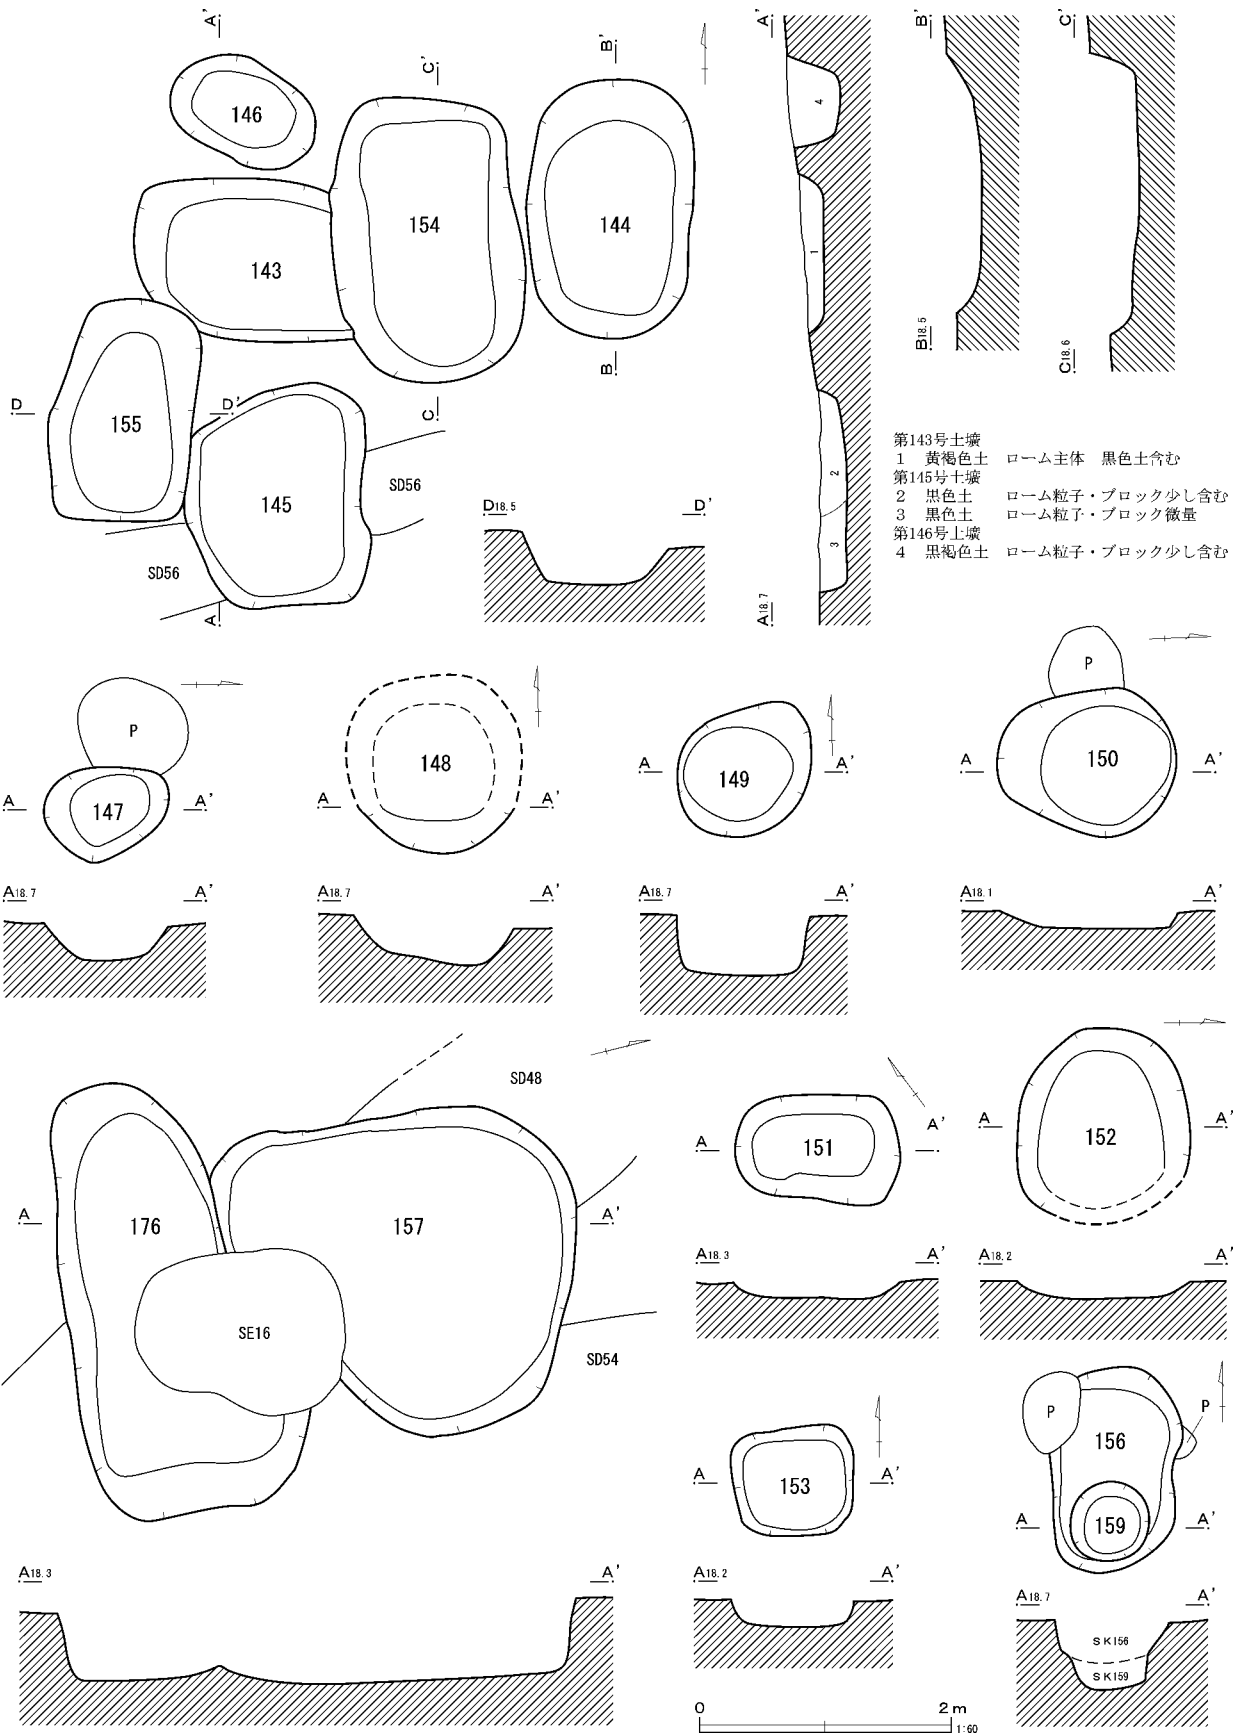 A'
146
C'
B'
154
144
143
B
D
155
D'
C
145
SD56
SD56
A
A'
4
1
2
3
A18.7
B'
B18.5
C'
C18.6
D18.5
D'
第143号土壙
1 黄褐色土 ローム主体 黒色土含む
第145号土壙
2 黒色土 ローム粒子・ブロック少し含む
3 黒色土 ローム粒子・ブロック微量
第146号土壙
4 黒褐色土 ローム粒子・ブロック少し含む
P
A 147 A'
A18.7 A'
148
A A'
A18.7 A'
A 149 A'
A18.7 A'
P
A 150 A'
A18.1 A'
SD48
A 176 157 A'
SE16
SD54
A18.3 A'
A 151 A'
A18.3 A'
A 152 A'
A18.2 A'
A 153 A'
A18.2 A'
P
P
156
A 159 A'
A18.7 A'
SK156
SK159
0 2m
1:60